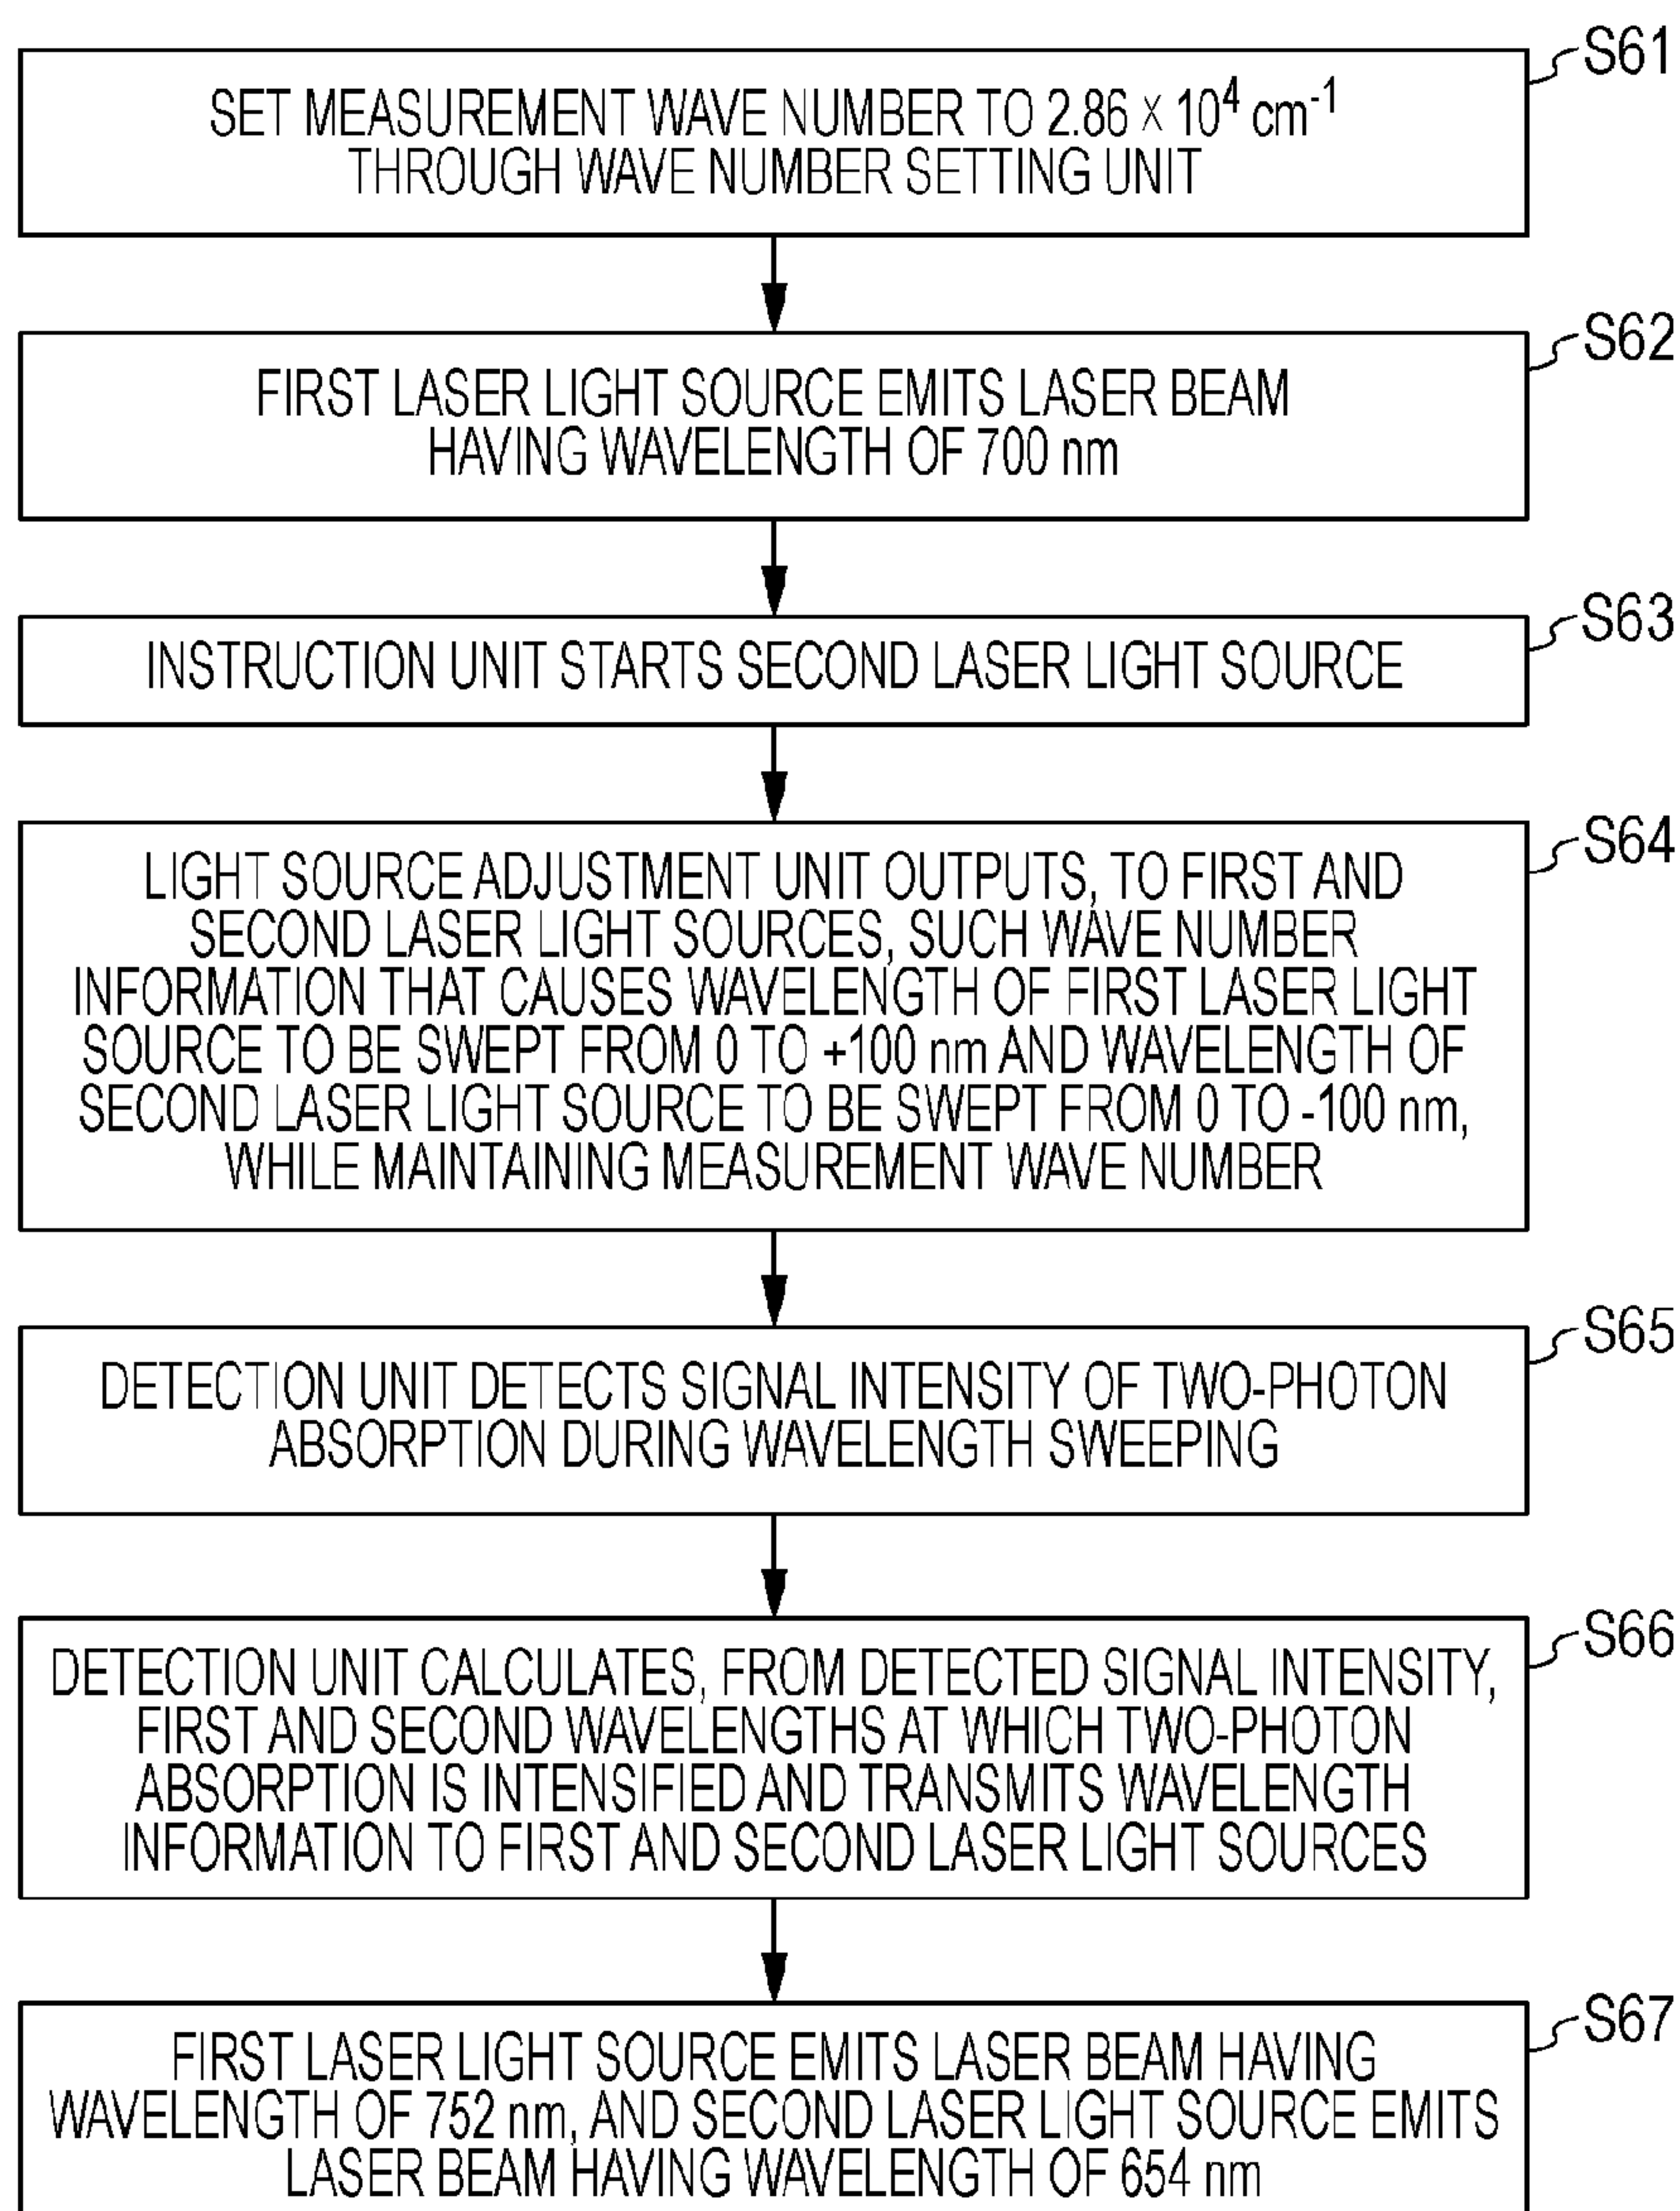 S61
SET MEASUREMENT WAVE NUMBER TO 2.86 × 10⁴ cm⁻¹
THROUGH WAVE NUMBER SETTING UNIT
S62
FIRST LASER LIGHT SOURCE EMITS LASER BEAM
HAVING WAVELENGTH OF 700 nm
S63
INSTRUCTION UNIT STARTS SECOND LASER LIGHT SOURCE
S64
LIGHT SOURCE ADJUSTMENT UNIT OUTPUTS, TO FIRST AND
SECOND LASER LIGHT SOURCES, SUCH WAVE NUMBER
INFORMATION THAT CAUSES WAVELENGTH OF FIRST LASER LIGHT
SOURCE TO BE SWEPT FROM 0 TO +100 nm AND WAVELENGTH OF
SECOND LASER LIGHT SOURCE TO BE SWEPT FROM 0 TO -100 nm,
WHILE MAINTAINING MEASUREMENT WAVE NUMBER
S65
DETECTION UNIT DETECTS SIGNAL INTENSITY OF TWO-PHOTON
ABSORPTION DURING WAVELENGTH SWEEPING
S66
DETECTION UNIT CALCULATES, FROM DETECTED SIGNAL INTENSITY,
FIRST AND SECOND WAVELENGTHS AT WHICH TWO-PHOTON
ABSORPTION IS INTENSIFIED AND TRANSMITS WAVELENGTH
INFORMATION TO FIRST AND SECOND LASER LIGHT SOURCES
S67
FIRST LASER LIGHT SOURCE EMITS LASER BEAM HAVING
WAVELENGTH OF 752 nm, AND SECOND LASER LIGHT SOURCE EMITS
LASER BEAM HAVING WAVELENGTH OF 654 nm